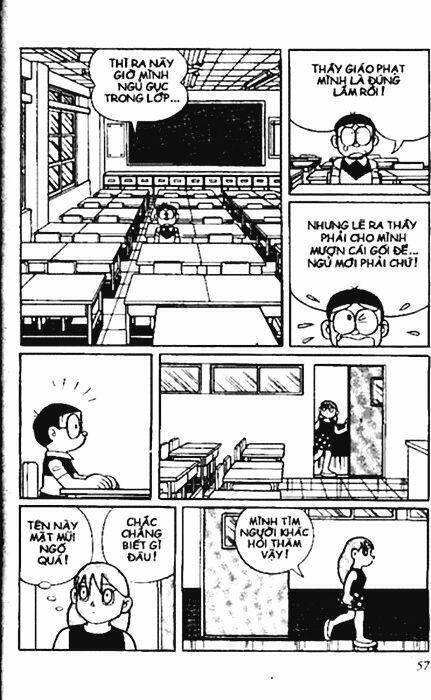 THÌ RA NÃY
GIỜ MÌNH
NGỦ GỤC
TRONG LỚP...
THẦY GIÁO PHẠT
MÌNH LÀ ĐÚNG
LẮM RỒI!
NHƯNG LẼ RA THẦY
PHẢI CHO MÌNH
MƯỢN CÁI GỐI ĐỂ...
NGỦ MỚI PHẢI CHỨ!
TÊN NÀY
MẶT MŨI
NGỐ
QUÁ!
CHẮC
CHẲNG
BIẾT GÌ
ĐÂU!
MÌNH TÌM
NGƯỜI KHÁC
HỎI THĂM
VẬY!
57